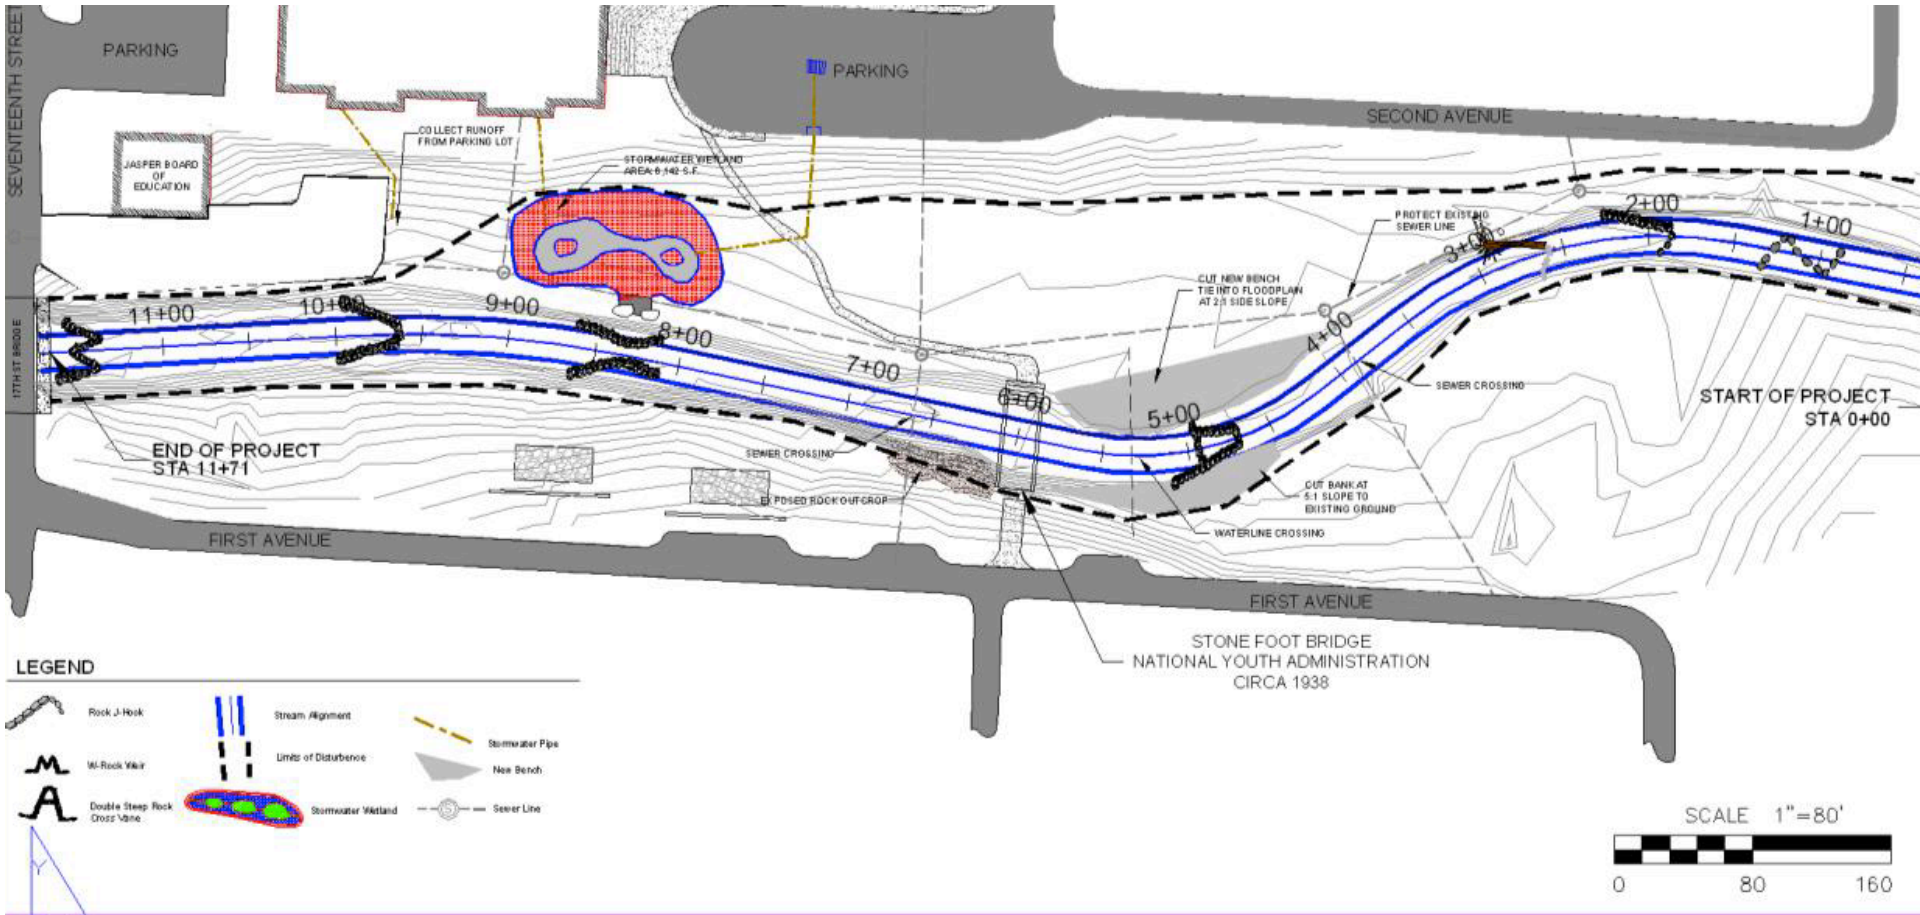 SEVENTEENTH STREET
PARKING
PARKING
SECOND AVENUE
JASPER BOARD
OF
EDUCATION
COLLECT RUNOFF
FROM PARKING LOT
STORMWATER WETLAND
AREA: 8,142 S.F.
PROTECT EXISTING
SEWER LINE
2+00
1+00
3+00
CUT NEW BENCH
TIE INTO FLOODPLAIN
AT 2:1 SIDE SLOPE
17TH ST BRIDGE
11+00
10+00
9+00
8+00
7+00
6+00
5+00
4+00
SEWER CROSSING
START OF PROJECT
STA 0+00
END OF PROJECT
STA 11+71
SEWER CROSSING
EXPOSED ROCK OUTCROP
CUT BANK AT
5:1 SLOPE TO
EXISTING GROUND
WATERLINE CROSSING
FIRST AVENUE
FIRST AVENUE
STONE FOOT BRIDGE
NATIONAL YOUTH ADMINISTRATION
CIRCA 1938
LEGEND
Rock J-Hook
Stream Alignment
Stormwater Pipe
W-Rock Weir
Limits of Disturbence
New Bench
Double Steep Rock
Cross Vane
Stormwater Wetland
S
Sewer Line
Y
SCALE 1"=80'
0 80 160